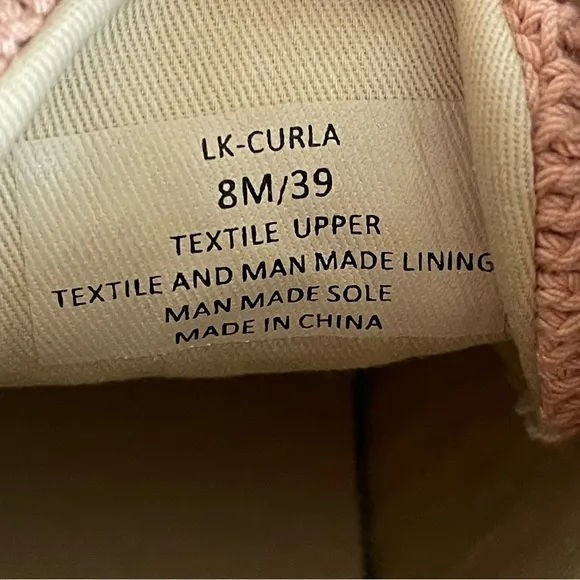 LK-CURLA
8M/39
TEXTILE UPPER
TEXTILE AND MAN MADE LINING
MAN MADE SOLE
MADE IN CHINA